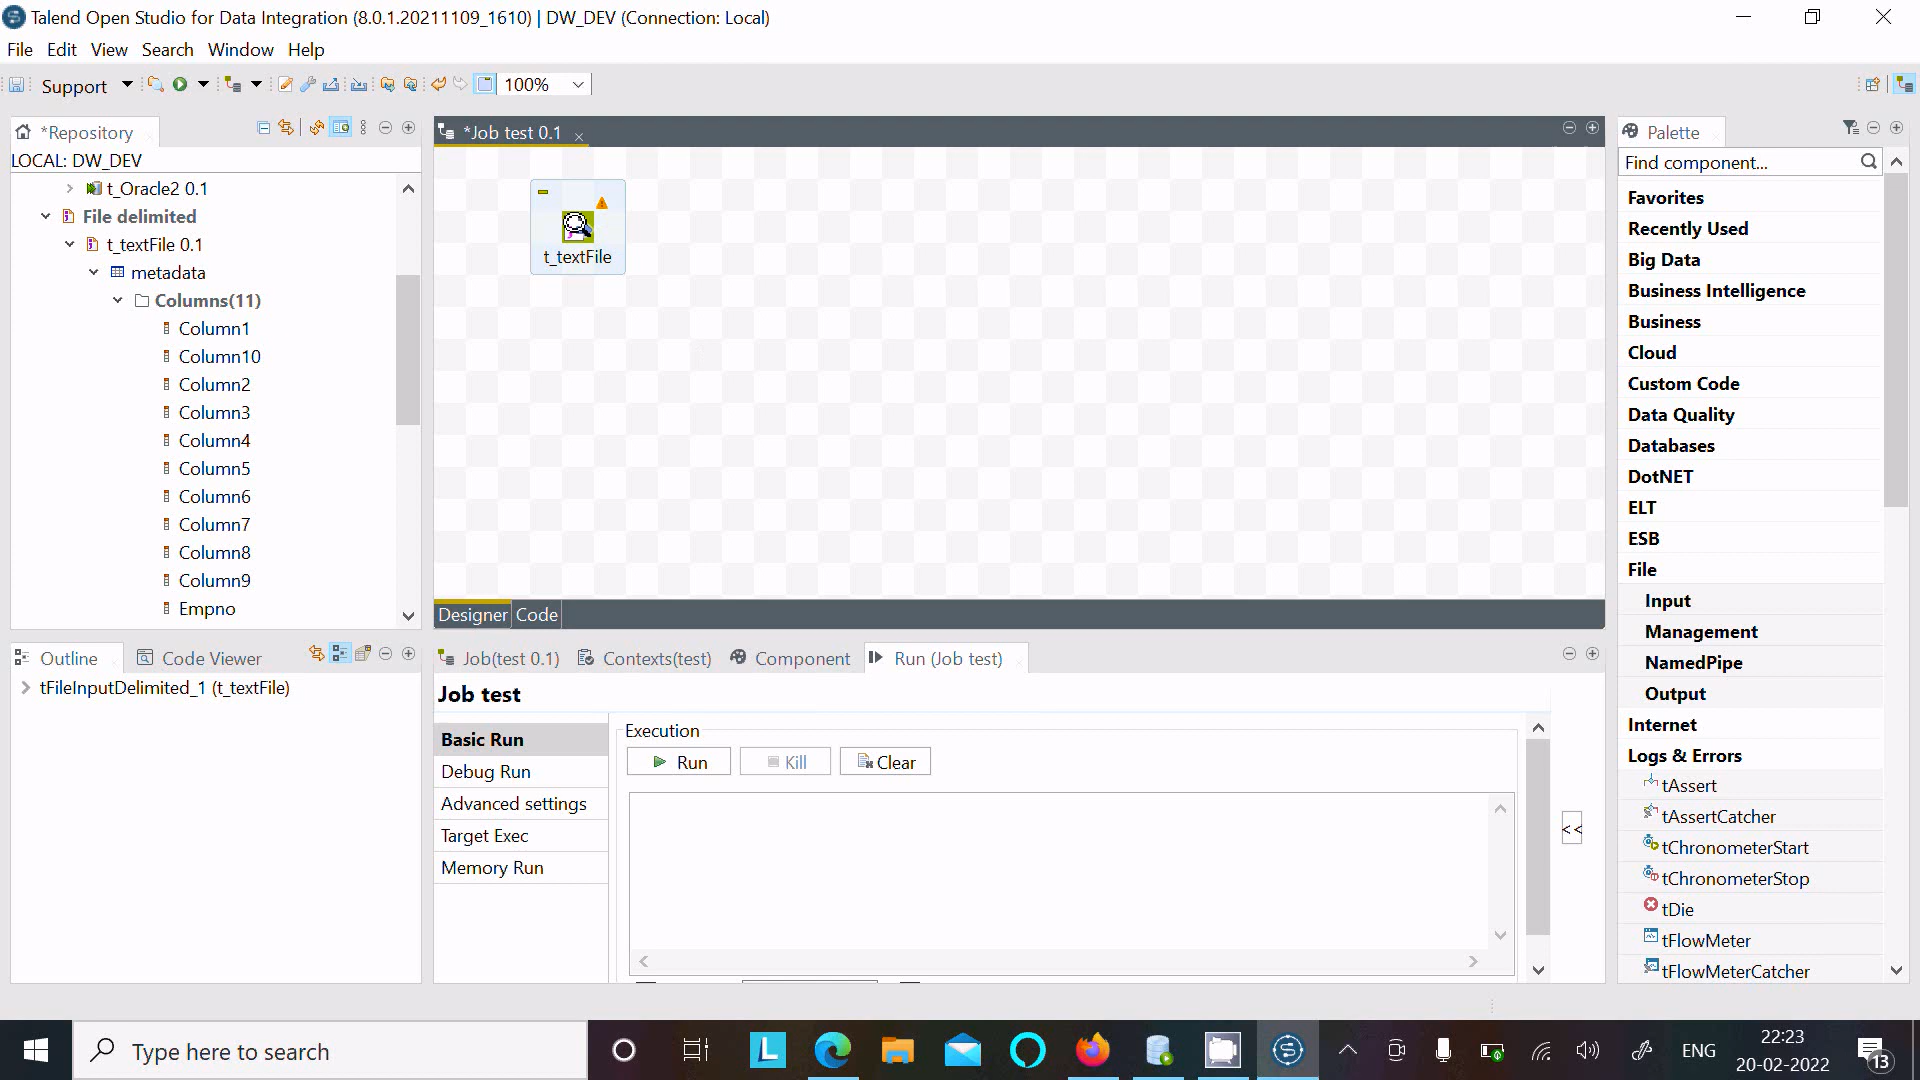 Talend Open Studio for Data Integration (8.0.1.20211109_1610) | DW_DEV (Connection: Local)
File Edit View Search Window Help
Support 100%
*Repository
LOCAL: DW_DEV
t_Oracle2 0.1
File delimited
t_textFile 0.1
metadata
Columns(11)
Column1
Column10
Column2
Column3
Column4
Column5
Column6
Column7
Column8
Column9
Empno
*Job test 0.1
t_textFile
Designer Code
Palette
Find component...
Favorites
Recently Used
Big Data
Business Intelligence
Business
Cloud
Custom Code
Data Quality
Databases
DotNET
ELT
ESB
File
Input
Management
NamedPipe
Output
Internet
Logs & Errors
tAssert
tAssertCatcher
tChronometerStart
tChronometerStop
tDie
tFlowMeter
tFlowMeterCatcher
Outline Code Viewer
tFileInputDelimited_1 (t_textFile)
Job(test 0.1) Contexts(test) Component Run (Job test)
Job test
Basic Run
Debug Run
Advanced settings
Target Exec
Memory Run
Execution
Run Kill Clear
<<
Type here to search
L
ENG
22:23
20-02-2022
13